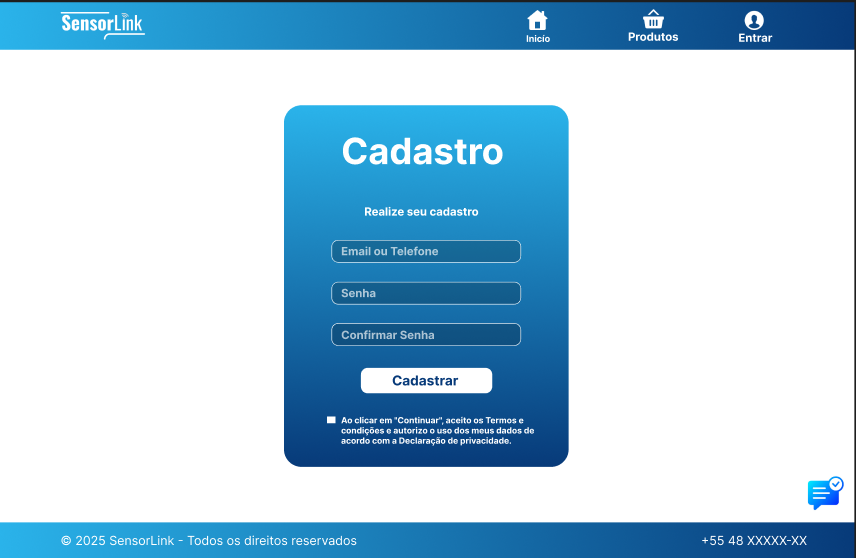 SensorLink
Inicío
Produtos
Entrar
Cadastro
Realize seu cadastro
Email ou Telefone
Senha
Confirmar Senha
Cadastrar
Ao clicar em "Continuar", aceito os Termos e
condições e autorizo o uso dos meus dados de
acordo com a Declaração de privacidade.
© 2025 SensorLink - Todos os direitos reservados
+55 48 XXXXX-XX